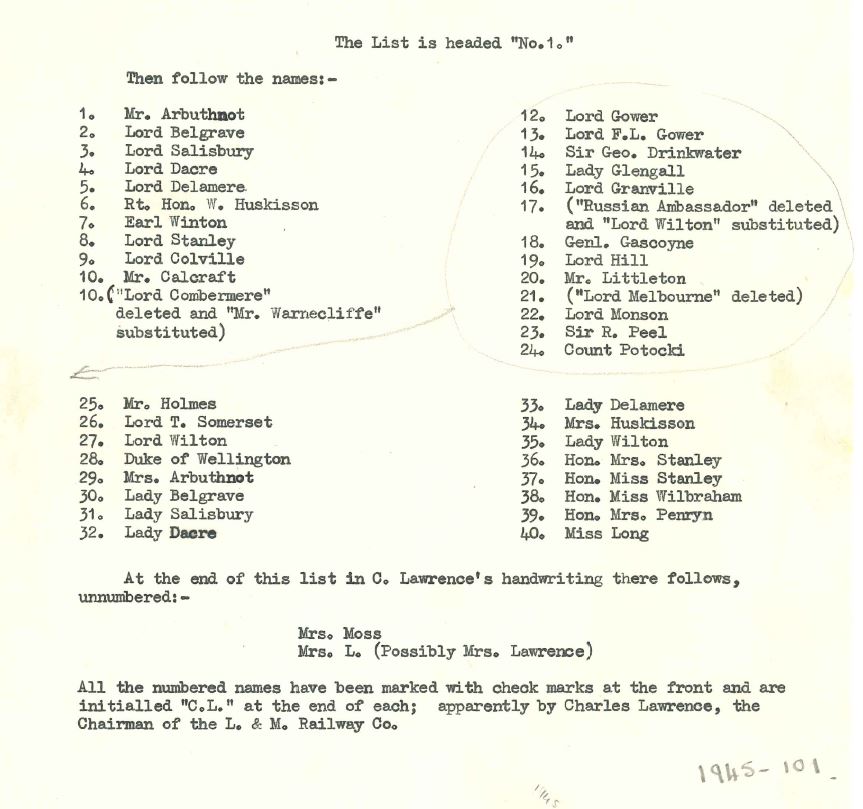 The List is headed "No.1."
Then follow the names:-
1. Mr. Arbuthnot
2. Lord Belgrave
3. Lord Salisbury
4. Lord Dacre
5. Lord Delamere
6. Rt. Hon. W. Huskisson
7. Earl Winton
8. Lord Stanley
9. Lord Colville
10. Mr. Calcraft
10.("Lord Combermere"
deleted and "Mr. Warnecliffe"
substituted)
12. Lord Gower
13. Lord F.L. Gower
14. Sir Geo. Drinkwater
15. Lady Glengall
16. Lord Granville
17. ("Russian Ambassador" deleted
and "Lord Wilton" substituted)
18. Genl. Gascoyne
19. Lord Hill
20. Mr. Littleton
21. ("Lord Melbourne" deleted)
22. Lord Monson
23. Sir R. Peel
24. Count Potocki
25. Mr. Holmes
26. Lord T. Somerset
27. Lord Wilton
28. Duke of Wellington
29. Mrs. Arbuthnot
30. Lady Belgrave
31. Lady Salisbury
32. Lady Dacre
33. Lady Delamere
34. Mrs. Huskisson
35. Lady Wilton
36. Hon. Mrs. Stanley
37. Hon. Miss Stanley
38. Hon. Miss Wilbraham
39. Hon. Mrs. Penryn
40. Miss Long
At the end of this list in C. Lawrence's handwriting there follows,
unnumbered:-
Mrs. Moss
Mrs. L. (Possibly Mrs. Lawrence)
All the numbered names have been marked with check marks at the front and are
initialled "C.L." at the end of each; apparently by Charles Lawrence, the
Chairman of the L. & M. Railway Co.
1945-101.